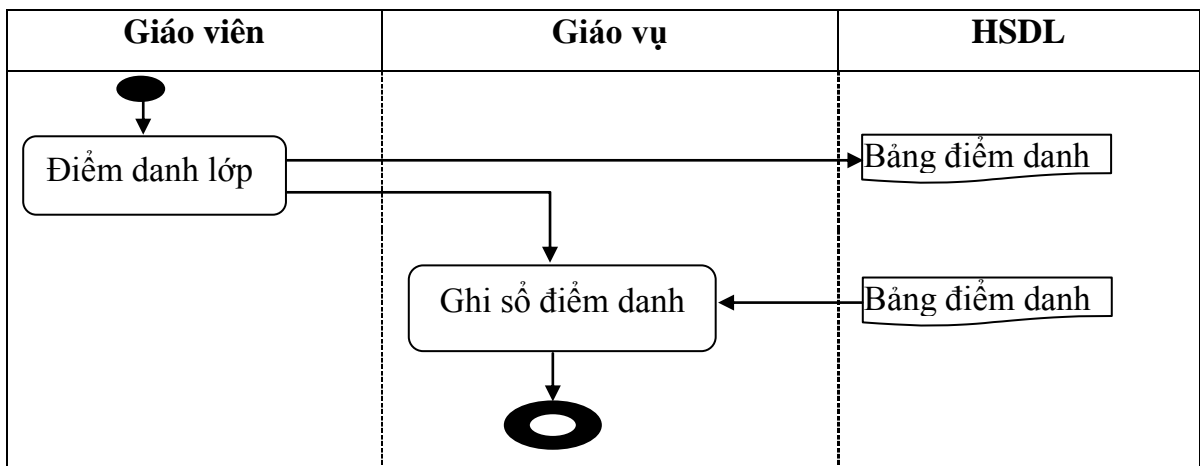 Giáo viên
Giáo vụ
HSDL
Điểm danh lớp
Bảng điểm danh
Ghi sổ điểm danh
Bảng điểm danh